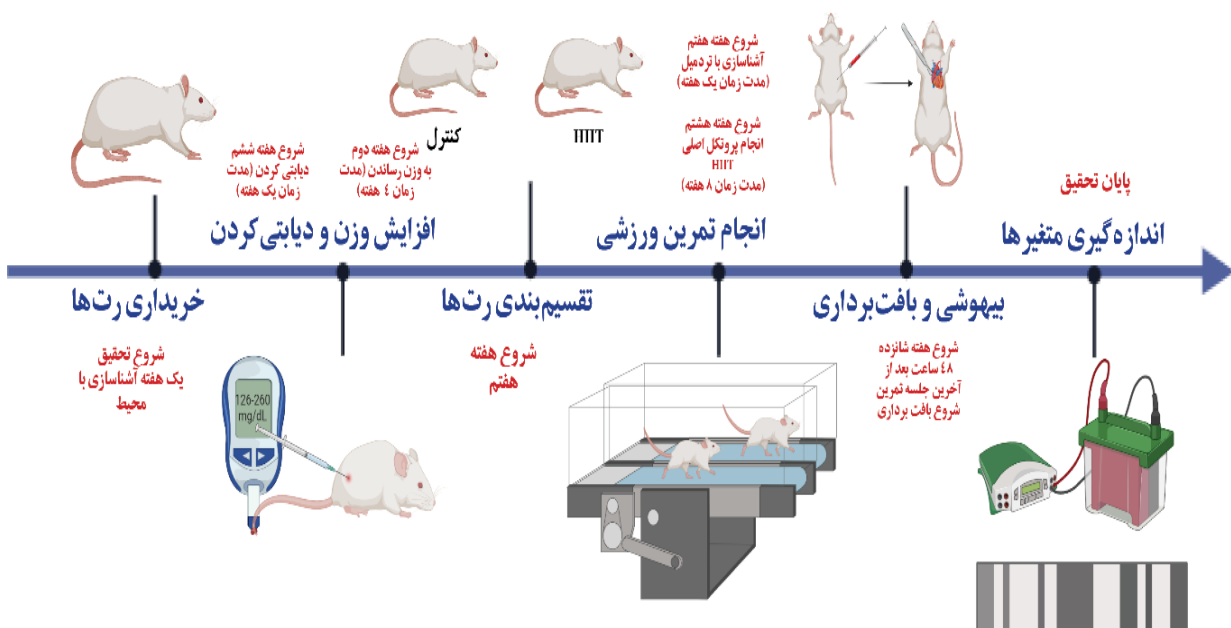 کنترل
HIIT
شروع هفته هفتم
آشناسازی با تردمیل
(مدت زمان یک هفته)
شروع هفته هشتم
انجام پروتکل اصلی
HIIT
(مدت زمان ۸ هفته)
شروع هفته دوم
به وزن رساندن (مدت
زمان ٤ هفته)
شروع هفته ششم
دیابتی کردن (مدت
زمان یک هفته)
پایان تحقیق
افزایش وزن و دیابتی کردن
انجام تمرین ورزشی
اندازه گیری متغیرها
خریداری رت‌ها
تقسیم‌بندی رت‌ها
بیهوشی و بافت‌برداری
شروع تحقیق
یک هفته آشناسازی با
محیط
126-260
mg/dL
شروع هفته
هفتم
شروع هفته شانزده
٤٨ ساعت بعد از
آخرین جلسه تمرین
شروع بافت برداری